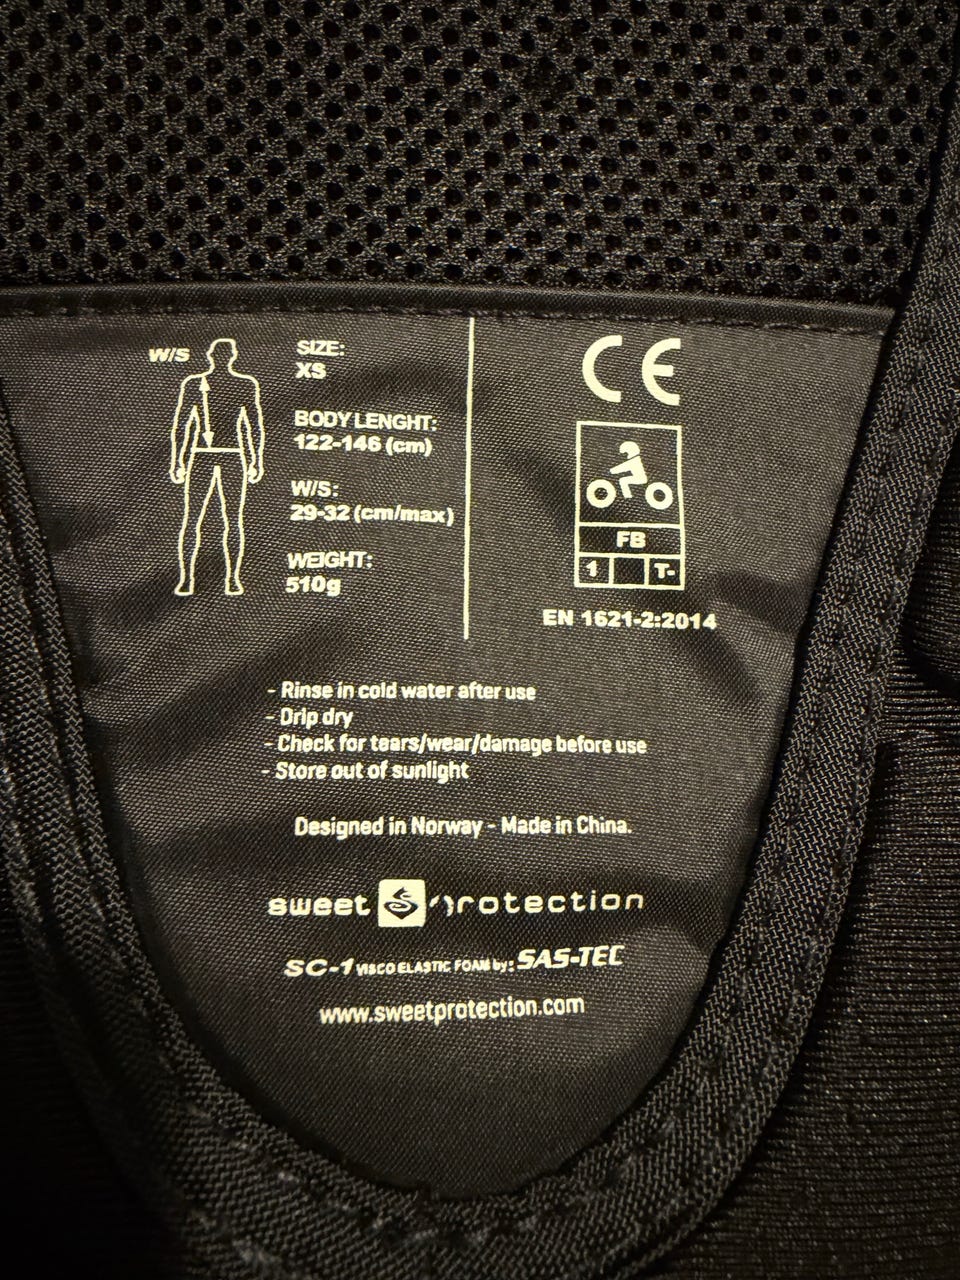 W/S
SIZE:
XS
BODY LENGHT:
122-146 (cm)
W/S:
29-32 (cm/max)
WEIGHT:
510g
CE
FB
1 T-
EN 1621-2:2014
- Rinse in cold water after use
- Drip dry
- Check for tears/wear/damage before use
- Store out of sunlight
Designed in Norway - Made in China.
sweet protection
SC-1 VISCO ELASTIC FOAM by: SAS-TEC
www.sweetprotection.com